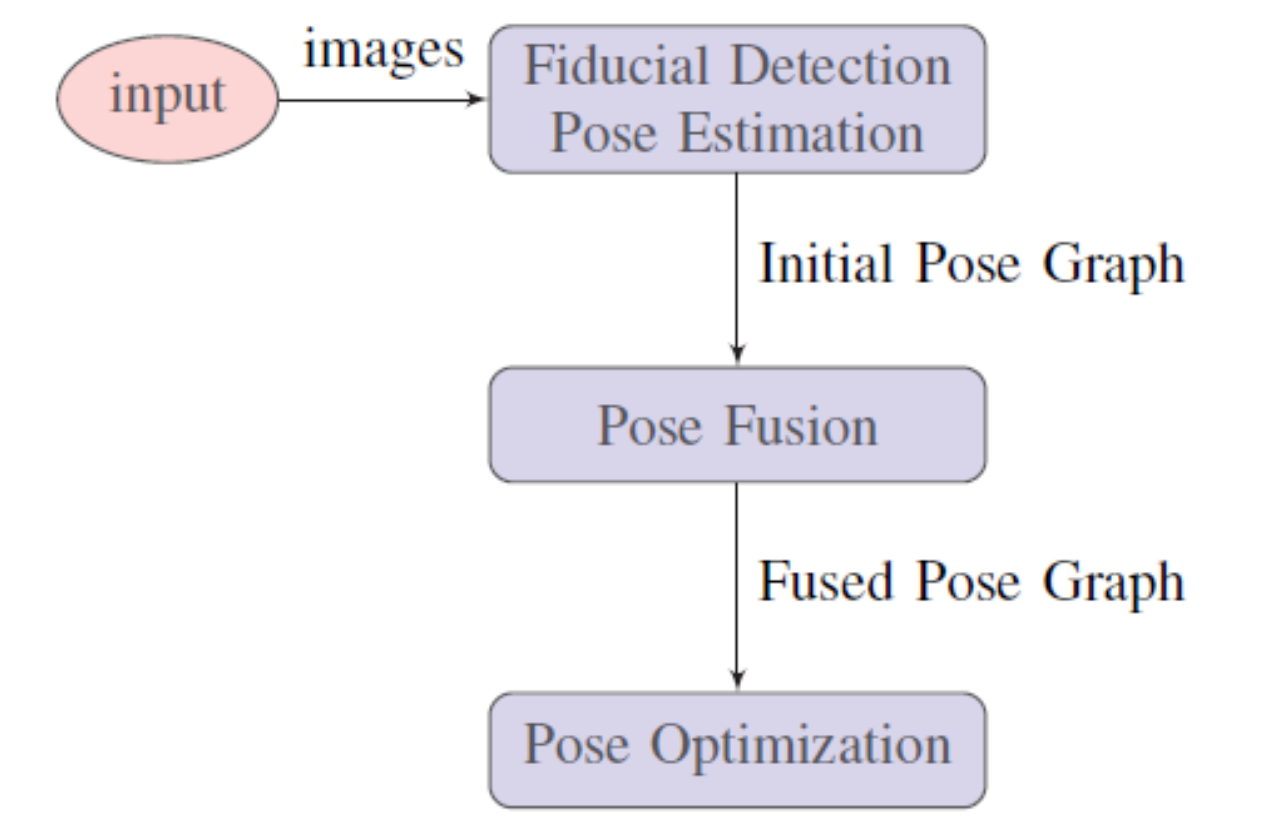 input
images
Fiducial Detection
Pose Estimation
Initial Pose Graph
Pose Fusion
Fused Pose Graph
Pose Optimization